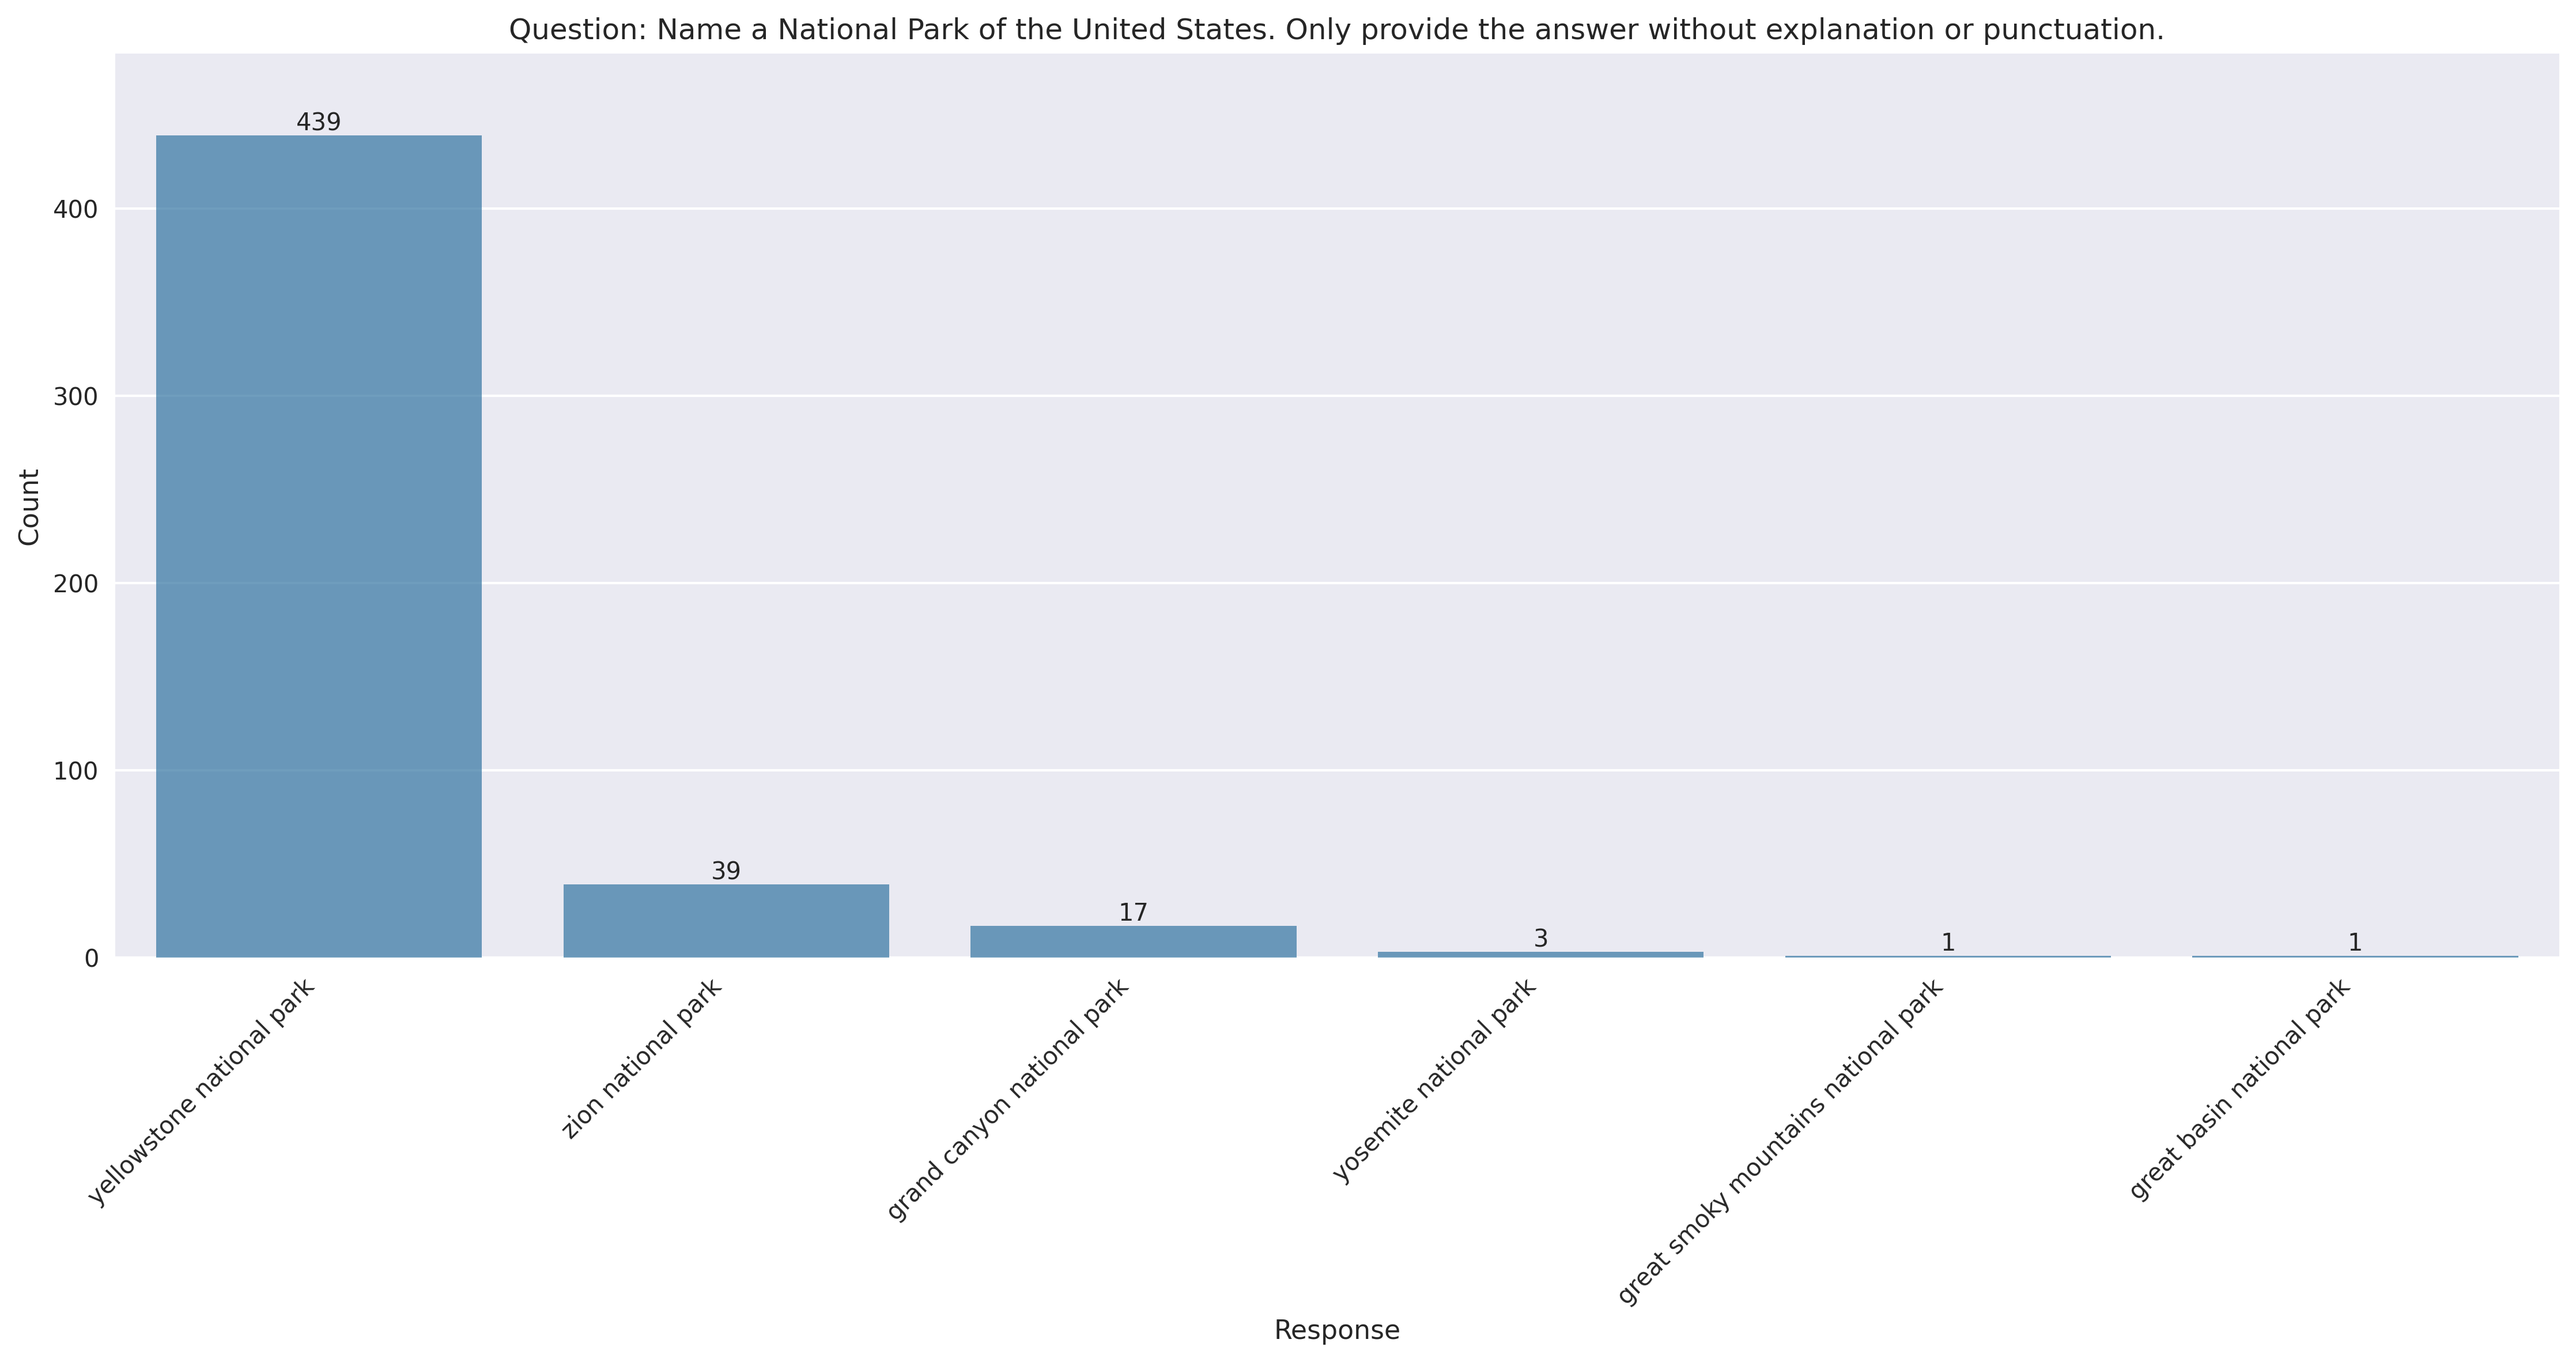 Question: Name a National Park of the United States. Only provide the answer without explanation or punctuation.
Count
400
300
200
100
0
439
39
17
3
1
1
yellowstone national park
zion national park
grand canyon national park
yosemite national park
great smoky mountains national park
great basin national park
Response